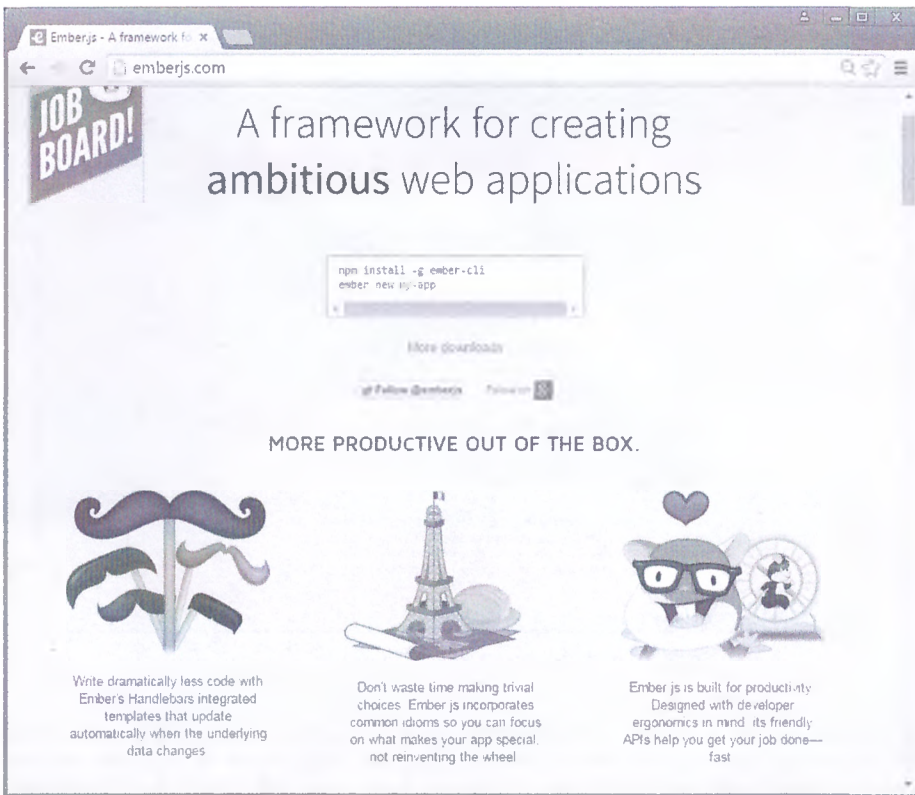 Ember.js - A framework fo
emberjs.com
JOB
BOARD!
A framework for creating
ambitious web applications
npm install -g ember-cli
ember new my-app
More downloads
Follow @emberjs
Follow on
MORE PRODUCTIVE OUT OF THE BOX.
Write dramatically less code with
Ember's Handlebars integrated
templates that update
automatically when the underlying
data changes
Don't waste time making trivial
choices. Ember js incorporates
common idioms so you can focus
on what makes your app special,
not reinventing the wheel
Ember js is built for productivity
Designed with developer
ergonomics in mind, its friendly
APIs help you get your job done—
fast